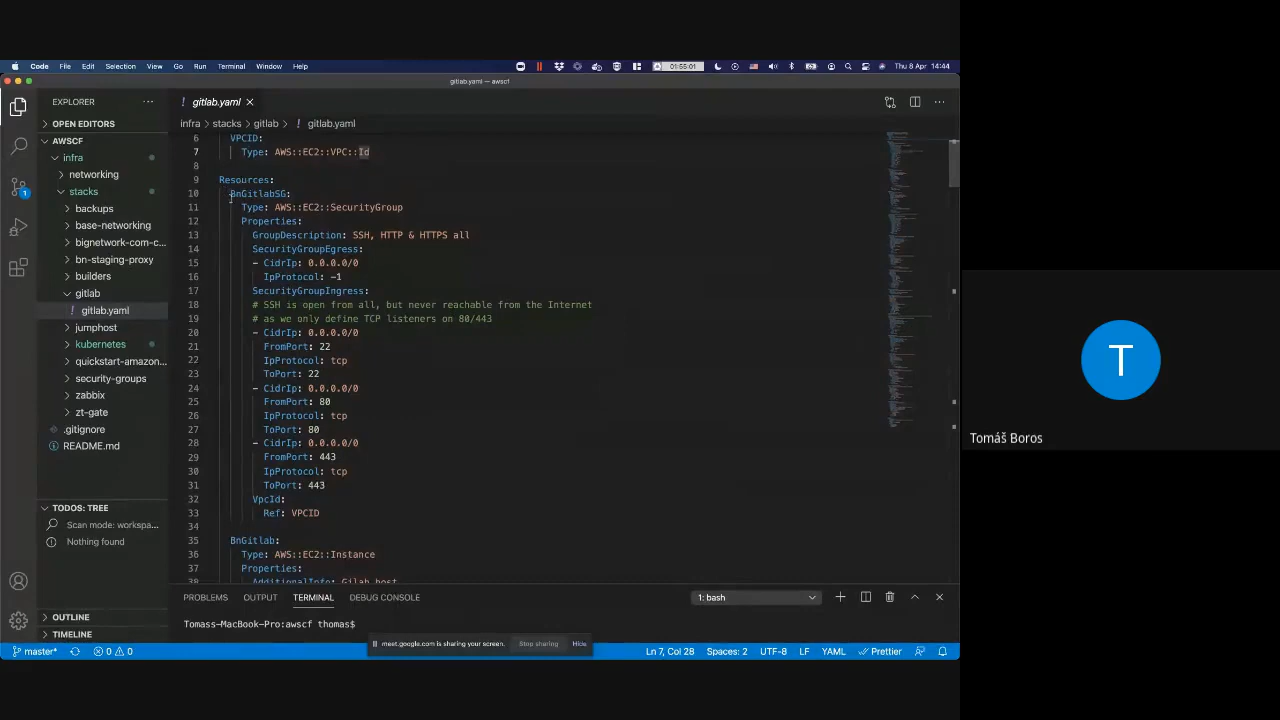 Code File Edit Selection View Go Run Terminal Window Help 01:55:01 Thu 8 Apr 14:44
gitlab.yaml — awscf
EXPLORER ···
! gitlab.yaml ×
OPEN EDITORS
infra > stacks > gitlab > ! gitlab.yaml
AWSCF
infra
networking
stacks
backups
base-networking
bignetwork-com-c...
bn-staging-proxy
builders
gitlab
! gitlab.yaml
jumphost
kubernetes
quickstart-amazon...
security-groups
zabbix
zt-gate
.gitignore
README.md
TODOS: TREE
Scan mode: workspa...
Nothing found
OUTLINE
TIMELINE
1
6 VPCID:
7 Type: AWS::EC2::VPC::Id
8
9 Resources:
10 BnGitlabSG:
11 Type: AWS::EC2::SecurityGroup
12 Properties:
13 GroupDescription: SSH, HTTP & HTTPS all
14 SecurityGroupEgress:
15 - CidrIp: 0.0.0.0/0
16 IpProtocol: -1
17 SecurityGroupIngress:
18 # SSH is open from all, but never reachable from the Internet
19 # as we only define TCP listeners on 80/443
20 - CidrIp: 0.0.0.0/0
21 FromPort: 22
22 IpProtocol: tcp
23 ToPort: 22
24 - CidrIp: 0.0.0.0/0
25 FromPort: 80
26 IpProtocol: tcp
27 ToPort: 80
28 - CidrIp: 0.0.0.0/0
29 FromPort: 443
30 IpProtocol: tcp
31 ToPort: 443
32 VpcId:
33 Ref: VPCID
34
35 BnGitlab:
36 Type: AWS::EC2::Instance
37 Properties:
38 AdditionalInfo: Gilab host
PROBLEMS OUTPUT TERMINAL DEBUG CONSOLE 1: bash
Tomass-MacBook-Pro:awscf thomas$
meet.google.com is sharing your screen. Stop sharing Hide
master* 0 0 Ln 7, Col 28 Spaces: 2 UTF-8 LF YAML Prettier
T
Tomáš Boros